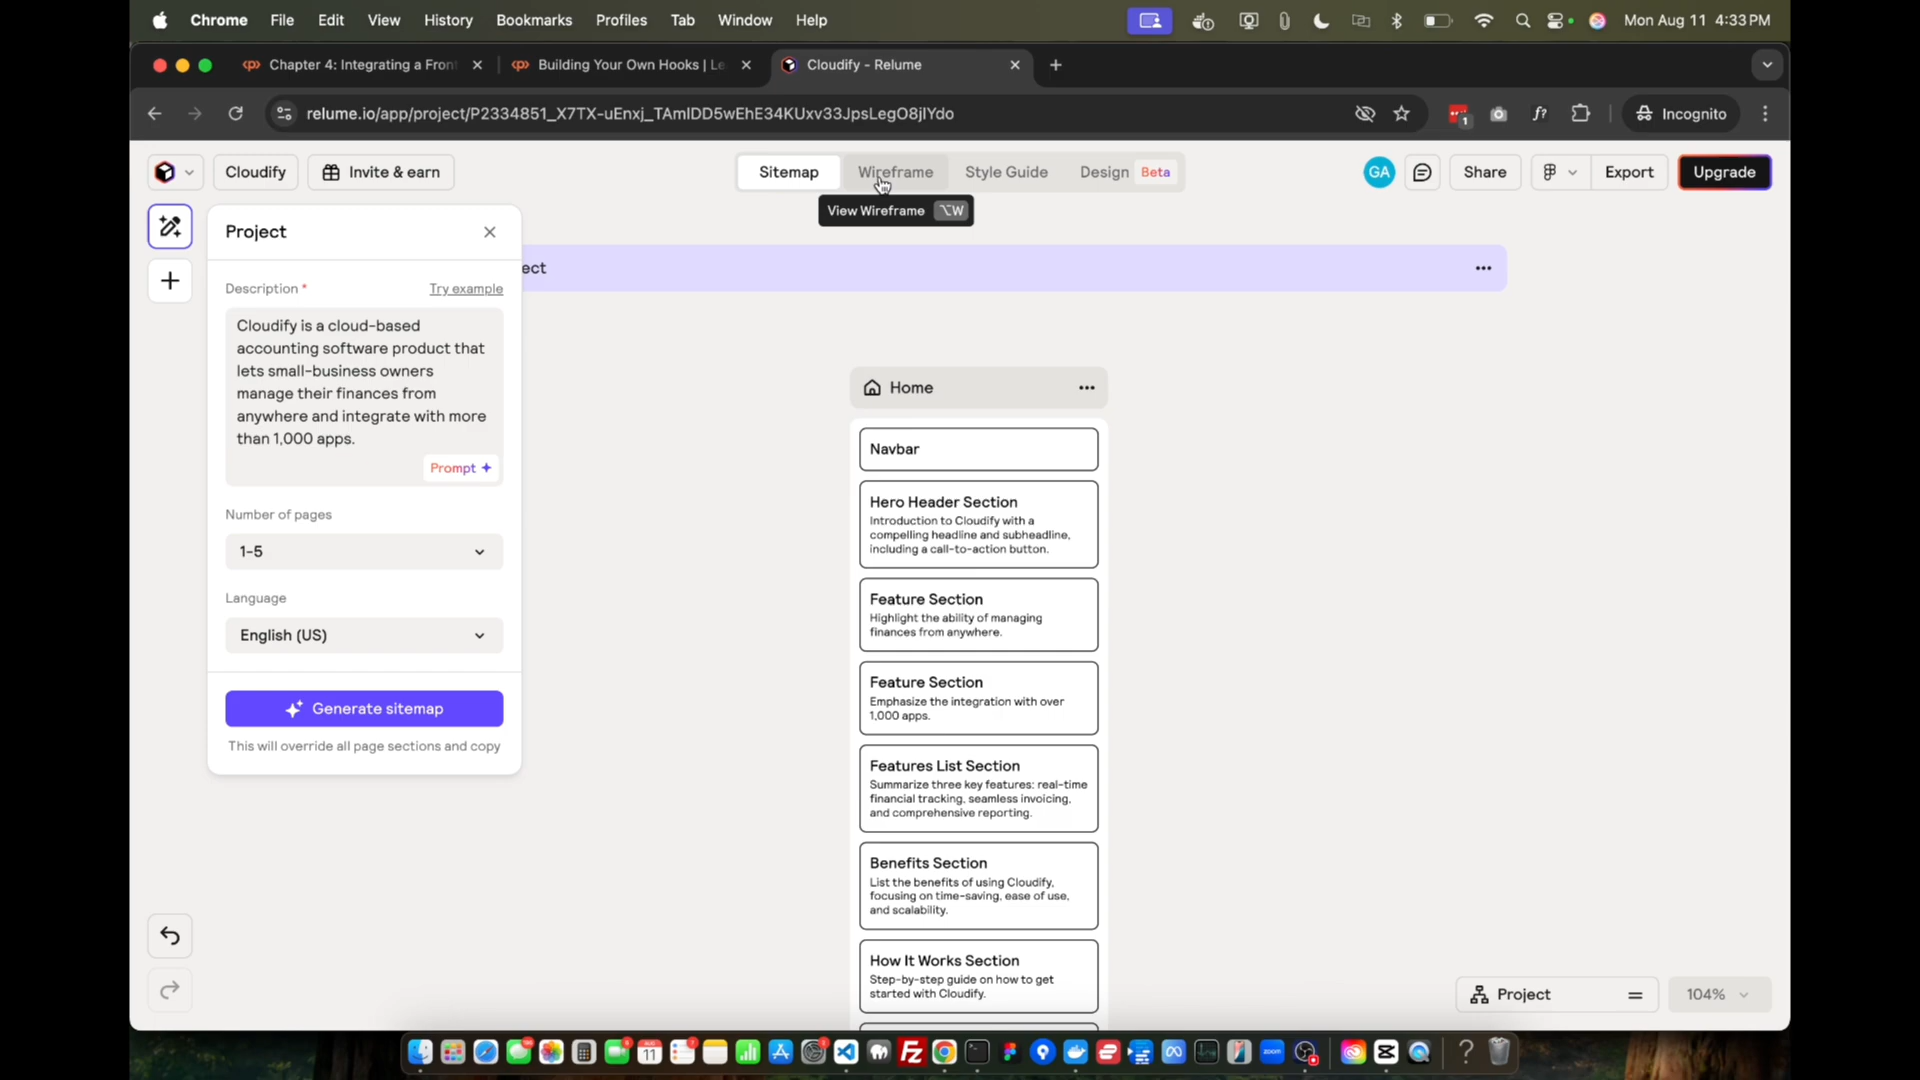 Chrome File Edit View History Bookmarks Profiles Tab Window Help Mon Aug 11 4:33 PM
Chapter 4: Integrating a Fron Building Your Own Hooks | Le Cloudify - Relume
relume.io/app/project/P2334851_X7TX-uEnxj_TAmIDD5wEhE34KUxv33JpsLegO8jlYdo 1 f? Incognito
Cloudify Invite & earn Sitemap Wireframe Style Guide Design Beta GA Share Export Upgrade
View Wireframe ⌥W
Project
ect
Description * Try example
Cloudify is a cloud-based
accounting software product that
lets small-business owners
manage their finances from
anywhere and integrate with more
than 1,000 apps.
Prompt
Number of pages
1-5
Language
English (US)
Generate sitemap
This will override all page sections and copy
Home
Navbar
Hero Header Section
Introduction to Cloudify with a
compelling headline and subheadline,
including a call-to-action button.
Feature Section
Highlight the ability of managing
finances from anywhere.
Feature Section
Emphasize the integration with over
1,000 apps.
Features List Section
Summarize three key features: real-time
financial tracking, seamless invoicing,
and comprehensive reporting.
Benefits Section
List the benefits of using Cloudify,
focusing on time-saving, ease of use,
and scalability.
How It Works Section
Step-by-step guide on how to get
started with Cloudify.
Project 104%
11 Fz zoom